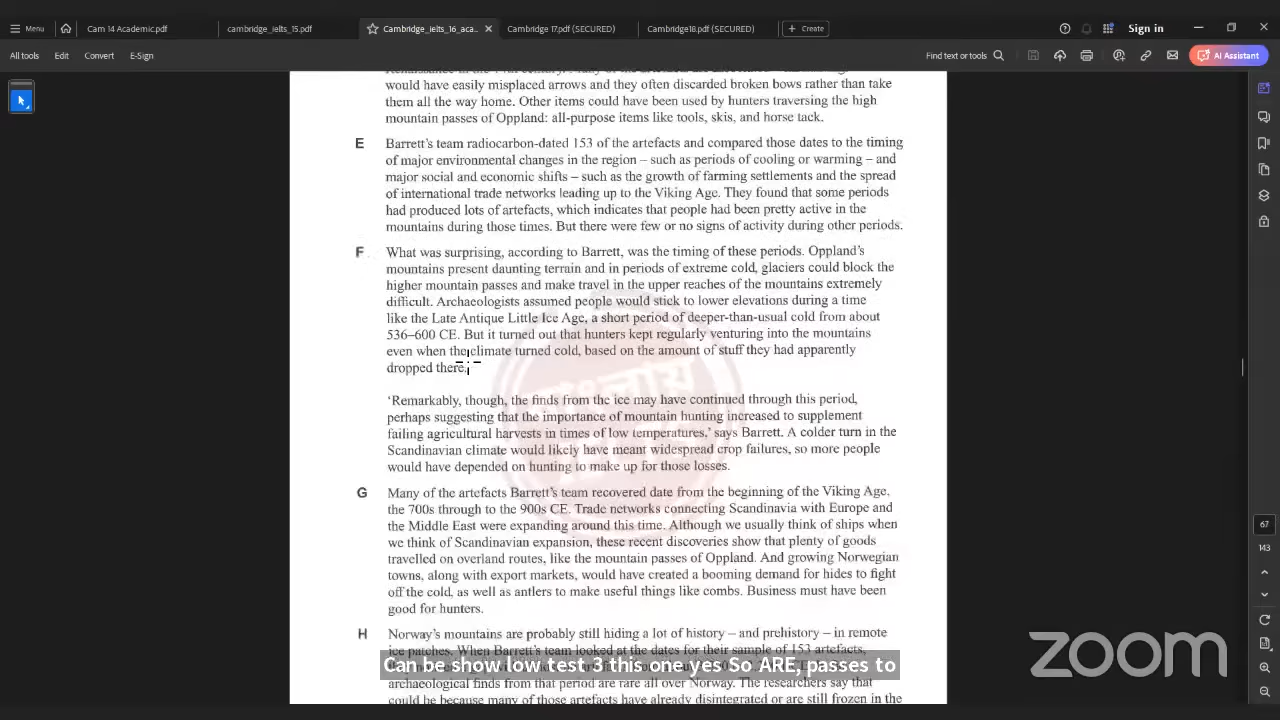 Menu
Cam 14 Academic.pdf
cambridge_ielts_15.pdf
Cambridge_ielts_16_aca...
Cambridge 17.pdf (SECURED)
Cambridge18.pdf (SECURED)
+ Create
Sign in
All tools
Edit
Convert
E-Sign
Find text or tools
AI Assistant
would have easily misplaced arrows and they often discarded broken bows rather than take
them all the way home. Other items could have been used by hunters traversing the high
mountain passes of Oppland: all-purpose items like tools, skis, and horse tack.
E Barrett's team radiocarbon-dated 153 of the artefacts and compared those dates to the timing
of major environmental changes in the region – such as periods of cooling or warming – and
major social and economic shifts – such as the growth of farming settlements and the spread
of international trade networks leading up to the Viking Age. They found that some periods
had produced lots of artefacts, which indicates that people had been pretty active in the
mountains during those times. But there were few or no signs of activity during other periods.
F What was surprising, according to Barrett, was the timing of these periods. Oppland's
mountains present daunting terrain and in periods of extreme cold, glaciers could block the
higher mountain passes and make travel in the upper reaches of the mountains extremely
difficult. Archaeologists assumed people would stick to lower elevations during a time
like the Late Antique Little Ice Age, a short period of deeper-than-usual cold from about
536–600 CE. But it turned out that hunters kept regularly venturing into the mountains
even when the climate turned cold, based on the amount of stuff they had apparently
dropped there.
'Remarkably, though, the finds from the ice may have continued through this period,
perhaps suggesting that the importance of mountain hunting increased to supplement
failing agricultural harvests in times of low temperatures,' says Barrett. A colder turn in the
Scandinavian climate would likely have meant widespread crop failures, so more people
would have depended on hunting to make up for those losses.
G Many of the artefacts Barrett's team recovered date from the beginning of the Viking Age,
the 700s through to the 900s CE. Trade networks connecting Scandinavia with Europe and
the Middle East were expanding around this time. Although we usually think of ships when
we think of Scandinavian expansion, these recent discoveries show that plenty of goods
travelled on overland routes, like the mountain passes of Oppland. And growing Norwegian
towns, along with export markets, would have created a booming demand for hides to fight
off the cold, as well as antlers to make useful things like combs. Business must have been
good for hunters.
H Norway's mountains are probably still hiding a lot of history – and prehistory – in remote
ice patches. When Barrett's team looked at the dates for their sample of 153 artefacts,
Can be show low test 3 this one yes So ARE, passes to
archaeological finds from that period are rare all over Norway. The researchers say that
could be because many of those artefacts have already disintegrated or are still frozen in the
67
143
zoom